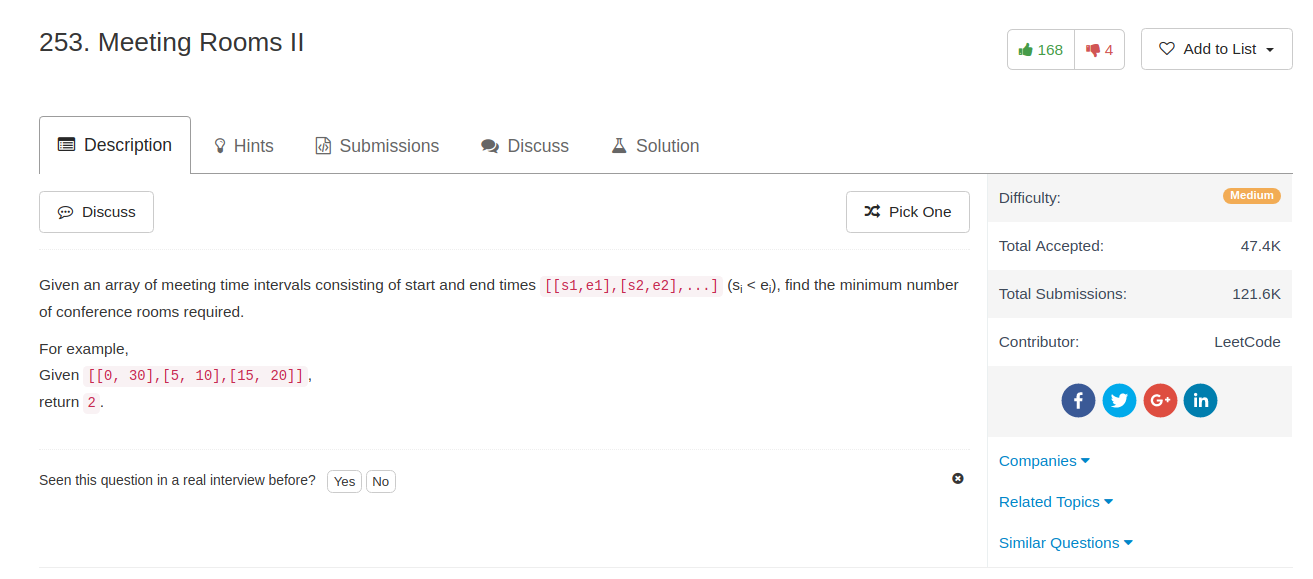 253. Meeting Rooms II
168
4
Add to List
Description
Hints
Submissions
Discuss
Solution
Discuss
Pick One
Given an array of meeting time intervals consisting of start and end times [[s1,e1],[s2,e2],...] (si < ei), find the minimum number
of conference rooms required.
For example,
Given [[0, 30],[5, 10],[15, 20]],
return 2.
Seen this question in a real interview before? Yes No
Difficulty: Medium
Total Accepted: 47.4K
Total Submissions: 121.6K
Contributor: LeetCode
f
G+
in
Companies
Related Topics
Similar Questions